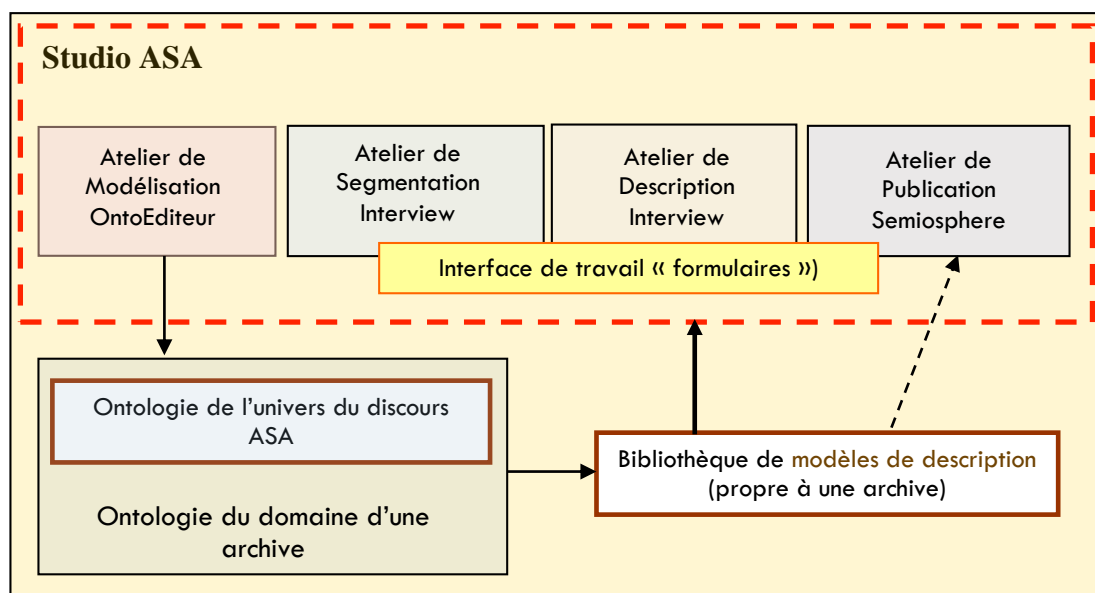 Studio ASA
Atelier de
Modélisation
OntoEditeur
Atelier de
Segmentation
Interview
Atelier de
Description
Interview
Atelier de
Publication
Semiosphere
Interface de travail « formulaires »)
Ontologie de l'univers du discours
ASA
Ontologie du domaine d'une
archive
Bibliothèque de modèles de description
(propre à une archive)